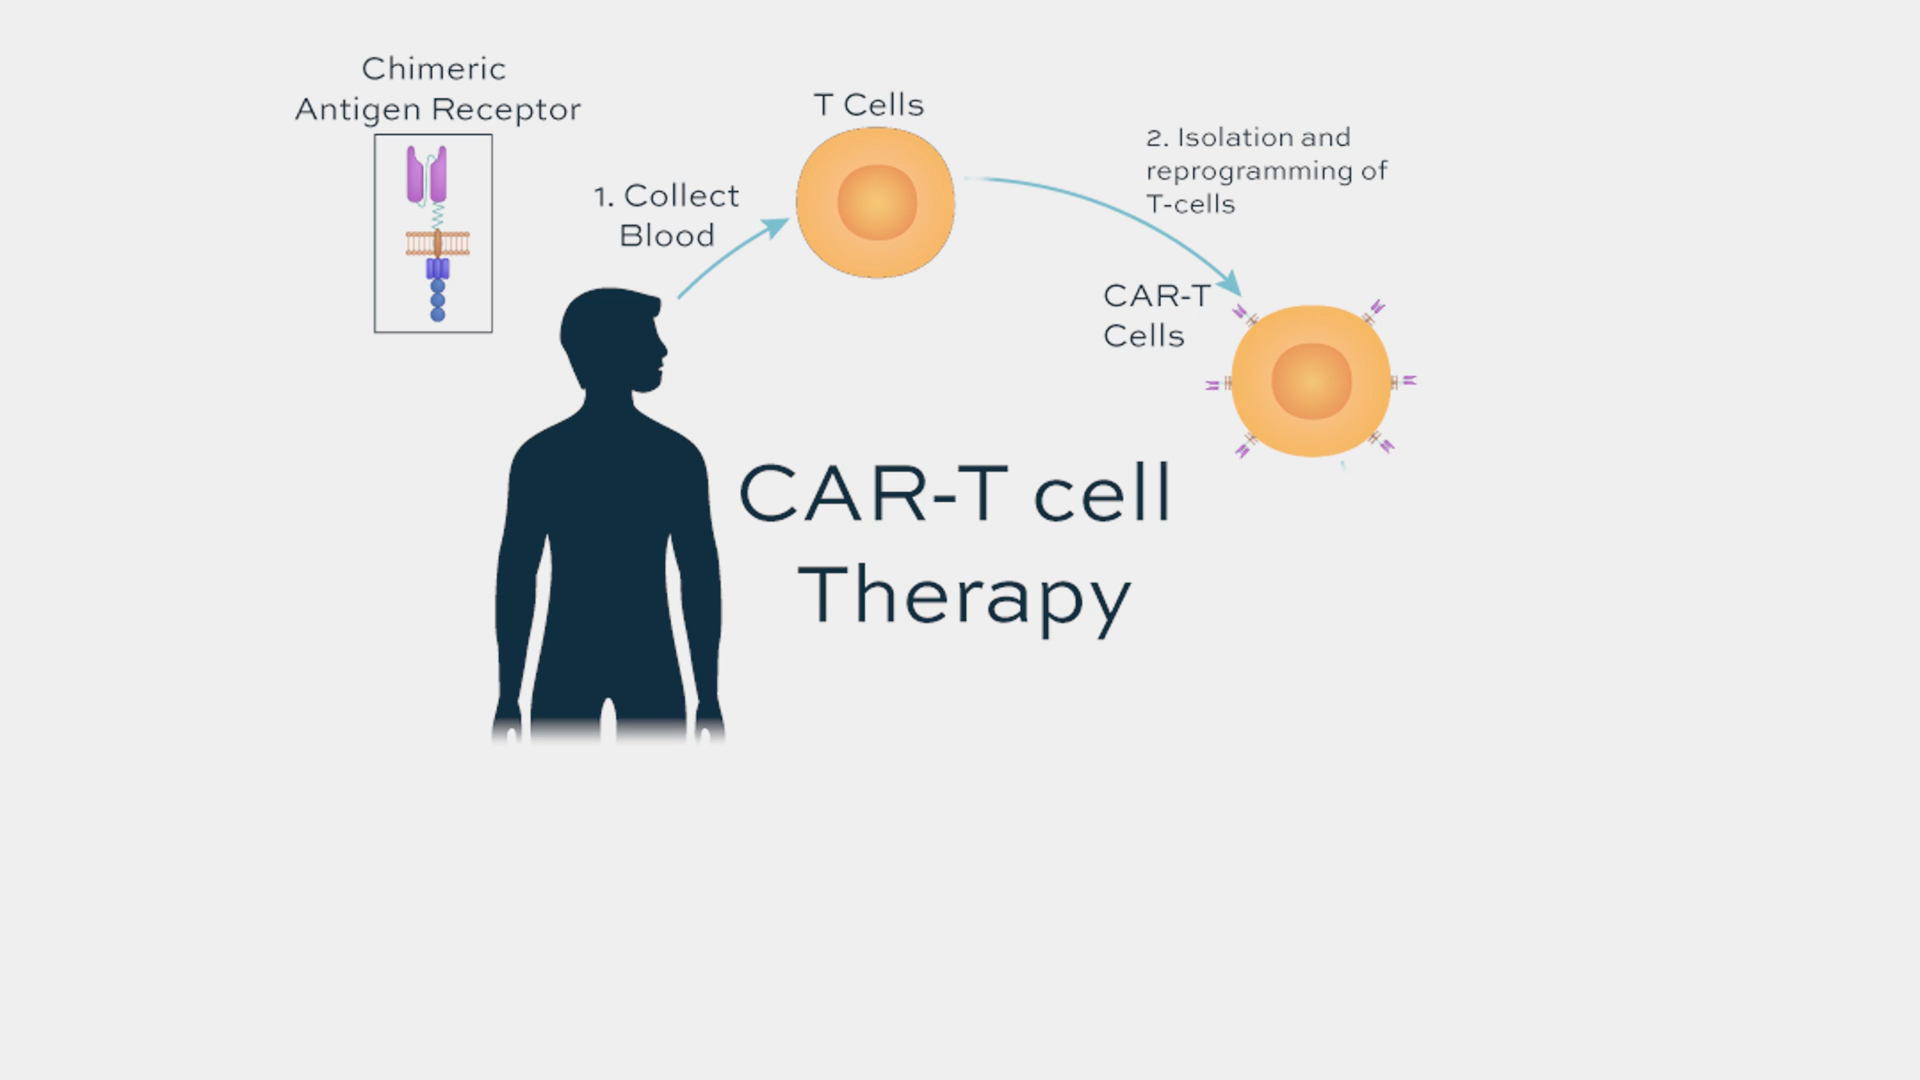 Chimeric
Antigen Receptor
T Cells
1. Collect
Blood
2. Isolation and
reprogramming of
T-cells
CAR-T
Cells
CAR-T cell
Therapy